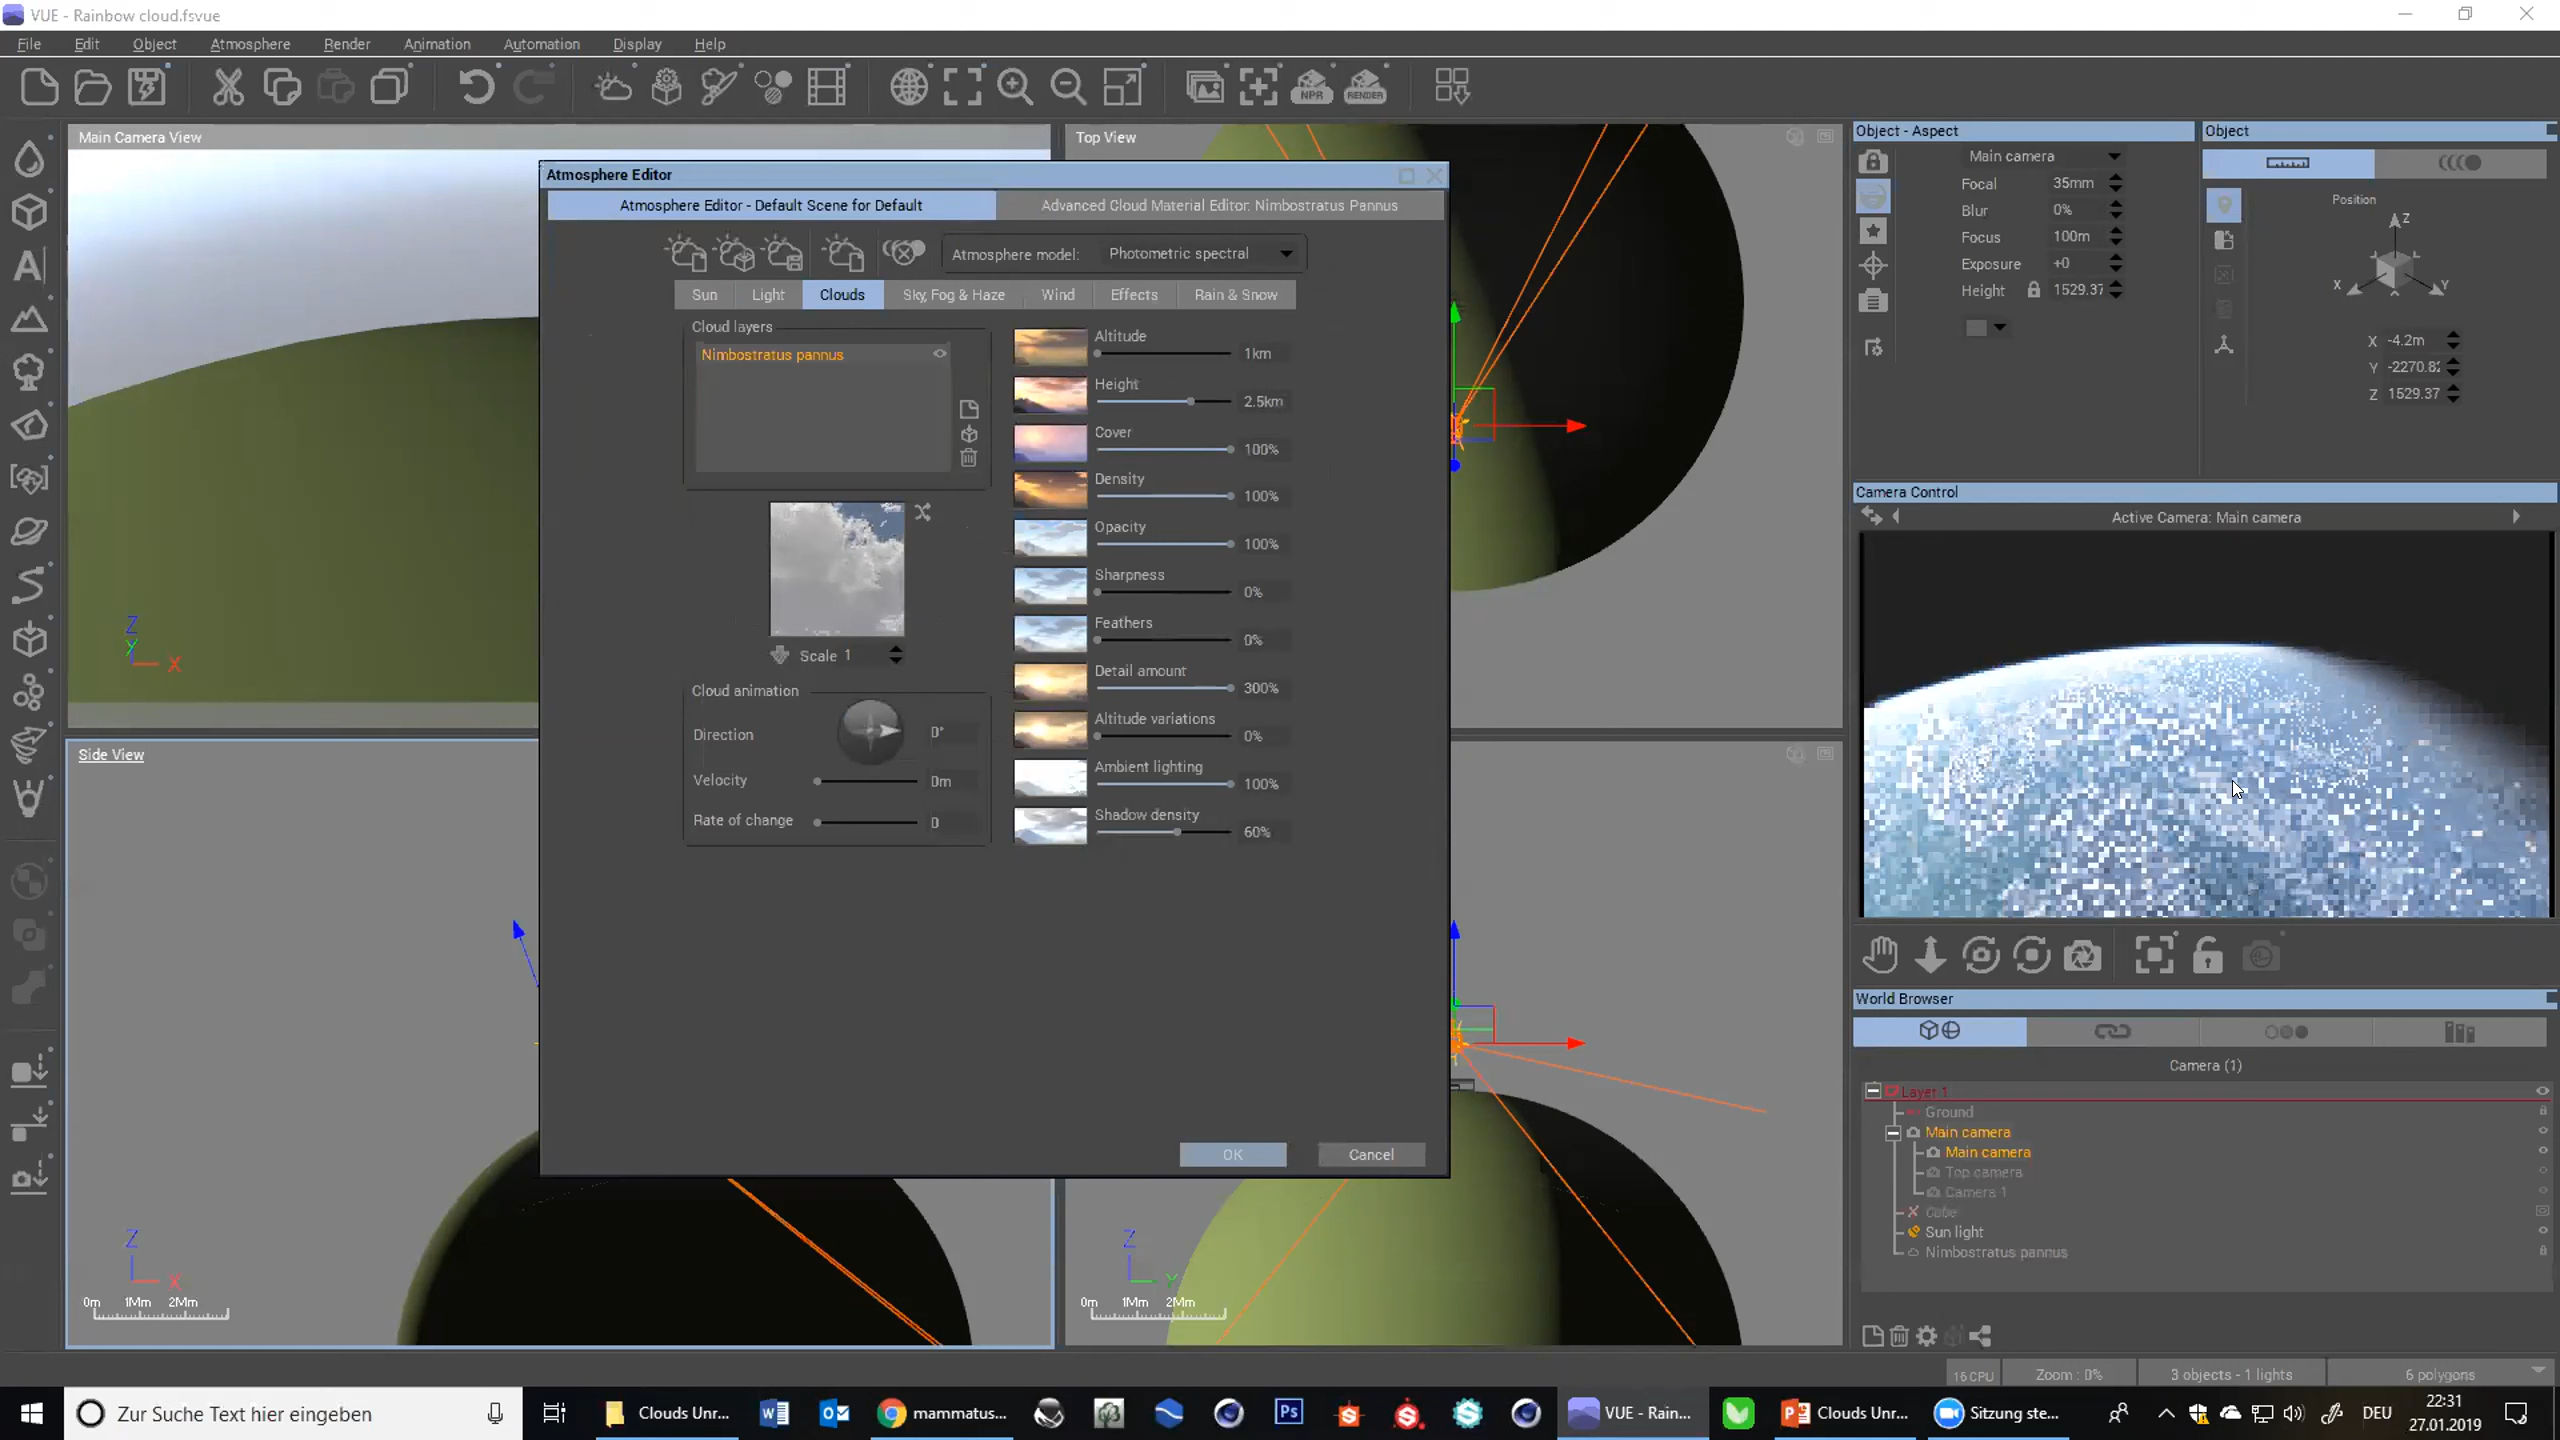 VUE - Rainbow cloud.fsvue
File Edit Object Atmosphere Render Animation Automation Display Help
NPR
RENDER
Main Camera View
Z
Y
X
Top View
Side View
Z
X
0m 1Mm 2Mm
Z
Y
0m 1Mm 2Mm
Atmosphere Editor
Atmosphere Editor - Default Scene for Default
Advanced Cloud Material Editor: Nimbostratus Pannus
Atmosphere model: Photometric spectral
Sun Light Clouds Sky, Fog & Haze Wind Effects Rain & Snow
Cloud layers
Nimbostratus pannus
Scale 1
Cloud animation
Direction 0°
Velocity 0m
Rate of change 0
Altitude
1km
Height
2.5km
Cover
100%
Density
100%
Opacity
100%
Sharpness
0%
Feathers
0%
Detail amount
300%
Altitude variations
0%
Ambient lighting
100%
Shadow density
60%
OK Cancel
Object - Aspect
Main camera
Focal 35mm
Blur 0%
Focus 100m
Exposure +0
Height 1529.37
Object
Position
Z
X
Y
X -4.2m
Y -2270.82
Z 1529.37
Camera Control
Active Camera: Main camera
World Browser
Camera (1)
Layer 1
Ground
Main camera
Main camera
Top camera
Camera 1
Cube
Sun light
Nimbostratus pannus
16 CPU Zoom : 0% 3 objects - 1 lights 6 polygons
Zur Suche Text hier eingeben
Clouds Unr...
mammatus...
Ps
VUE - Rain...
Clouds Unr...
Sitzung ste...
DEU
22:31
27.01.2019